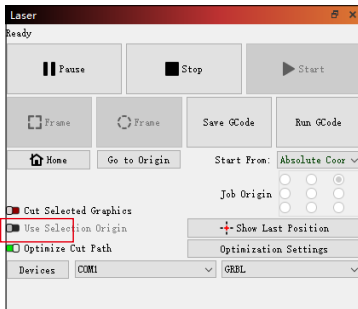 Laser
Ready
Pause Stop Start
Frame Frame Save GCode Run GCode
Home Go to Origin Start From: Absolute Coor
Job Origin
Cut Selected Graphics
Use Selection Origin Show Last Position
Optimize Cut Path Optimization Settings
Devices COM1 GRBL